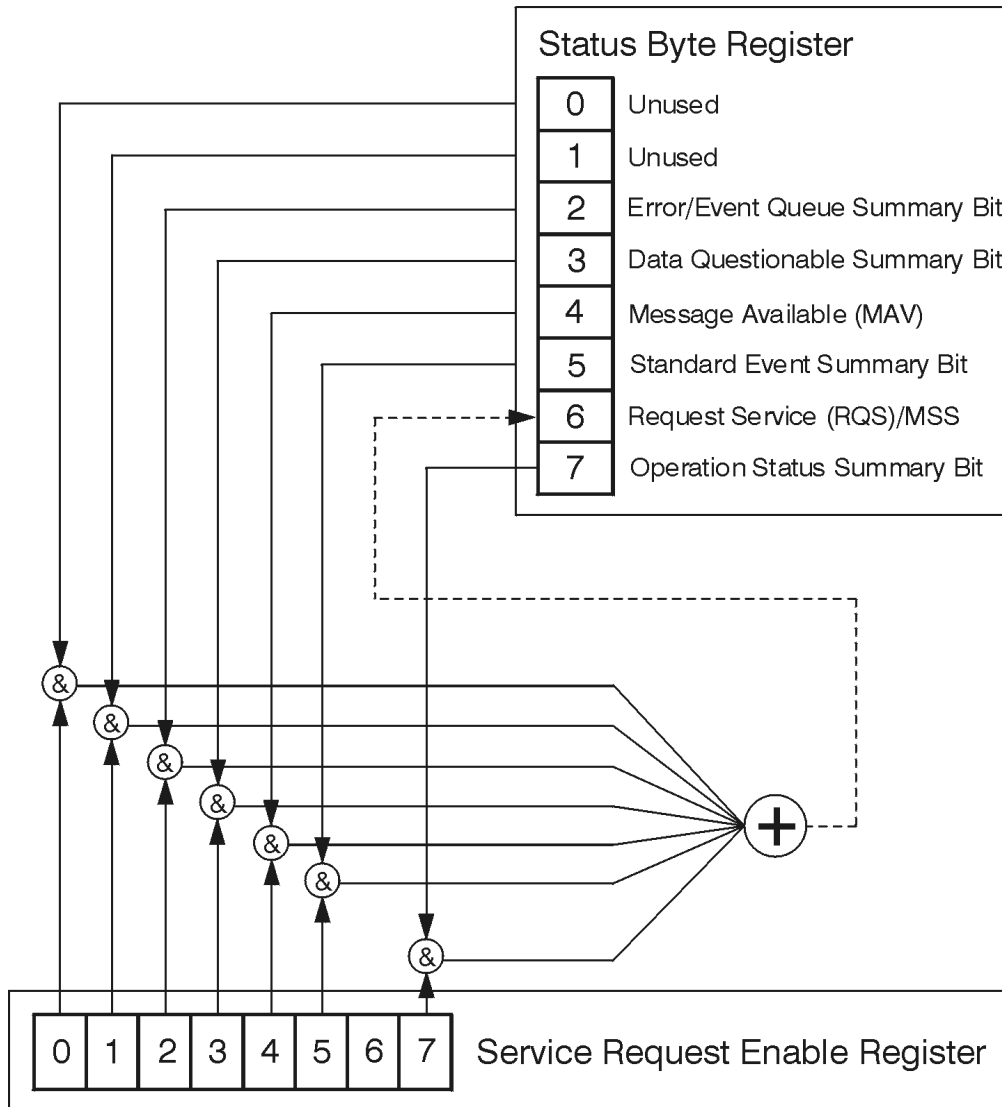 Status Byte Register
0 Unused
1 Unused
2 Error/Event Queue Summary Bit
3 Data Questionable Summary Bit
4 Message Available (MAV)
5 Standard Event Summary Bit
6 Request Service (RQS)/MSS
7 Operation Status Summary Bit
&
&
&
&
&
&
&
+
0 1 2 3 4 5 6 7 Service Request Enable Register